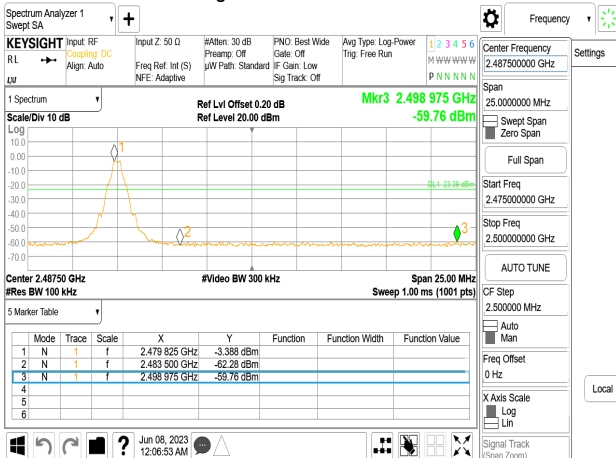 Spectrum Analyzer 1
Swept SA
Frequency
KEYSIGHT Input: RF
Coupling: DC
Align: Auto
RL
LXI
Input Z: 50 Ω
Freq Ref: Int (S)
NFE: Adaptive
#Atten: 30 dB
Preamp: Off
µW Path: Standard
PNO: Best Wide
Gate: Off
IF Gain: Low
Sig Track: Off
Avg Type: Log-Power
Trig: Free Run
1 2 3 4 5 6
M W W W W W
P N N N N N
Center Frequency
2.487500000 GHz
Settings
1 Spectrum
Scale/Div 10 dB
Ref Lvl Offset 0.20 dB
Ref Level 20.00 dBm
Mkr3 2.498 975 GHz
-59.76 dBm
Span
25.0000000 MHz
Swept Span
Zero Span
Full Span
Log
10.0
0.00
-10.0
-20.0
-30.0
-40.0
-50.0
-60.0
-70.0
1
2
3
DL1 -23.39 dBm
Start Freq
2.475000000 GHz
Stop Freq
2.500000000 GHz
AUTO TUNE
Center 2.48750 GHz
#Res BW 100 kHz
#Video BW 300 kHz
Span 25.00 MHz
Sweep 1.00 ms (1001 pts)
CF Step
2.500000 MHz
Auto
Man
5 Marker Table
Mode Trace Scale X Y Function Function Width Function Value
1 N 1 f 2.479 825 GHz -3.388 dBm
2 N 1 f 2.483 500 GHz -62.28 dBm
3 N 1 f 2.498 975 GHz -59.76 dBm
4
5
6
Freq Offset
0 Hz
X Axis Scale
Log
Lin
Local
Signal Track
(Span Zoom)
?
Jun 08, 2023
12:06:53 AM